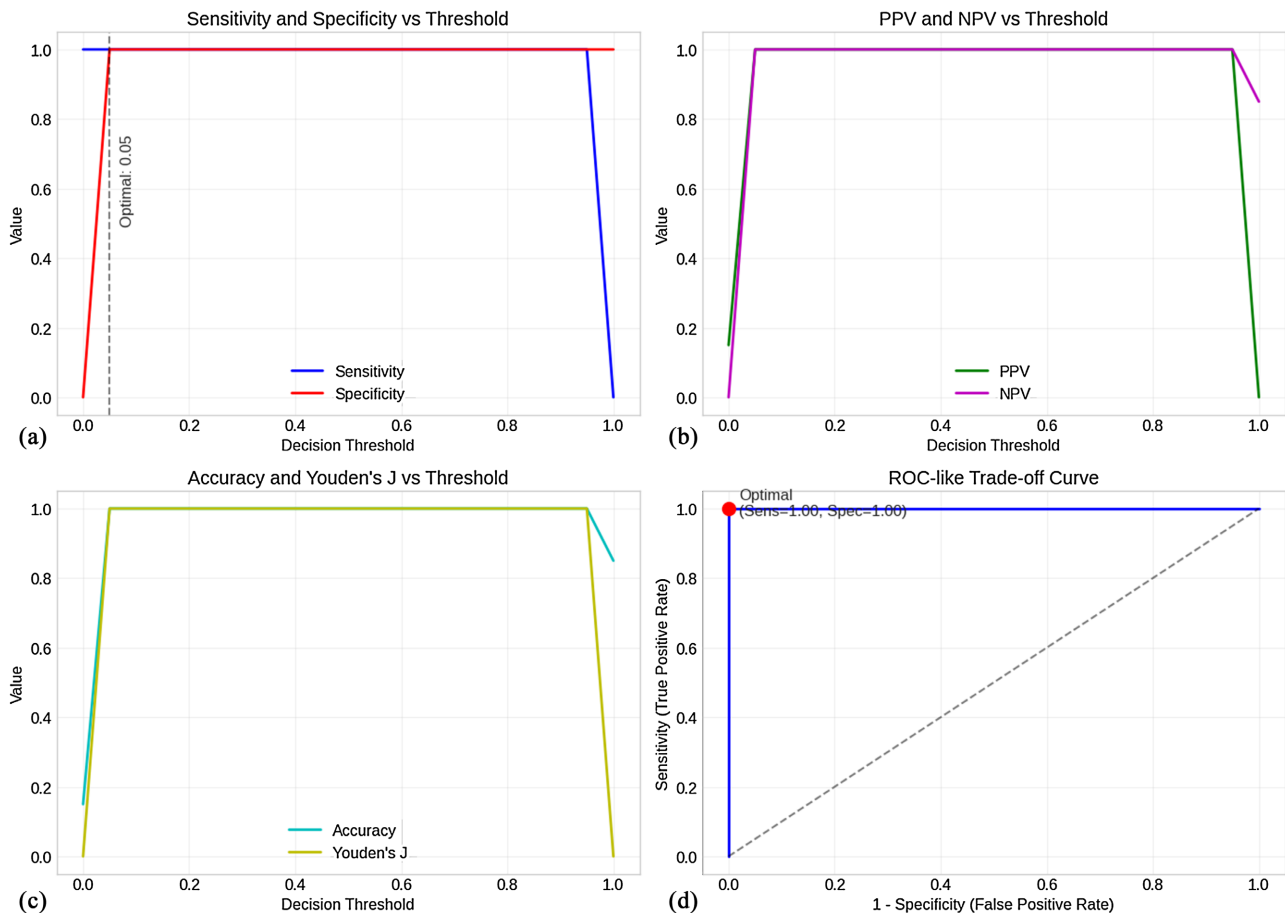 Sensitivity and Specificity vs Threshold
1.0
0.8
0.6
0.4
0.2
0.0
Value
Optimal: 0.05
Sensitivity
Specificity
0.0 0.2 0.4 0.6 0.8 1.0
Decision Threshold
(a)
PPV and NPV vs Threshold
1.0
0.8
0.6
0.4
0.2
0.0
Value
PPV
NPV
0.0 0.2 0.4 0.6 0.8 1.0
Decision Threshold
(b)
Accuracy and Youden's J vs Threshold
1.0
0.8
0.6
0.4
0.2
0.0
Value
Accuracy
Youden's J
0.0 0.2 0.4 0.6 0.8 1.0
Decision Threshold
(c)
ROC-like Trade-off Curve
Optimal
(Sens=1.00, Spec=1.00)
1.0
0.8
0.6
0.4
0.2
0.0
Sensitivity (True Positive Rate)
0.0 0.2 0.4 0.6 0.8 1.0
1 - Specificity (False Positive Rate)
(d)